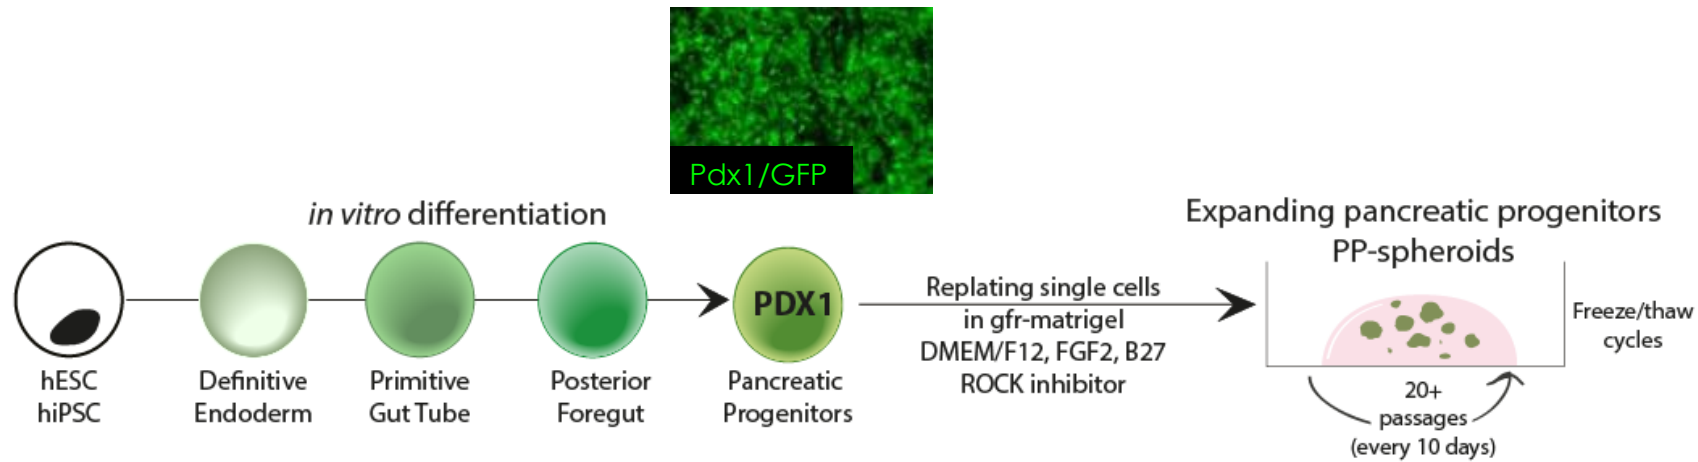 Pdx1/GFP
in vitro differentiation
hESC
hiPSC
Definitive
Endoderm
Primitive
Gut Tube
Posterior
Foregut
PDX1
Pancreatic
Progenitors
Replating single cells
in gfr-matrigel
DMEM/F12, FGF2, B27
ROCK inhibitor
Expanding pancreatic progenitors
PP-spheroids
Freeze/thaw
cycles
20+
passages
(every 10 days)